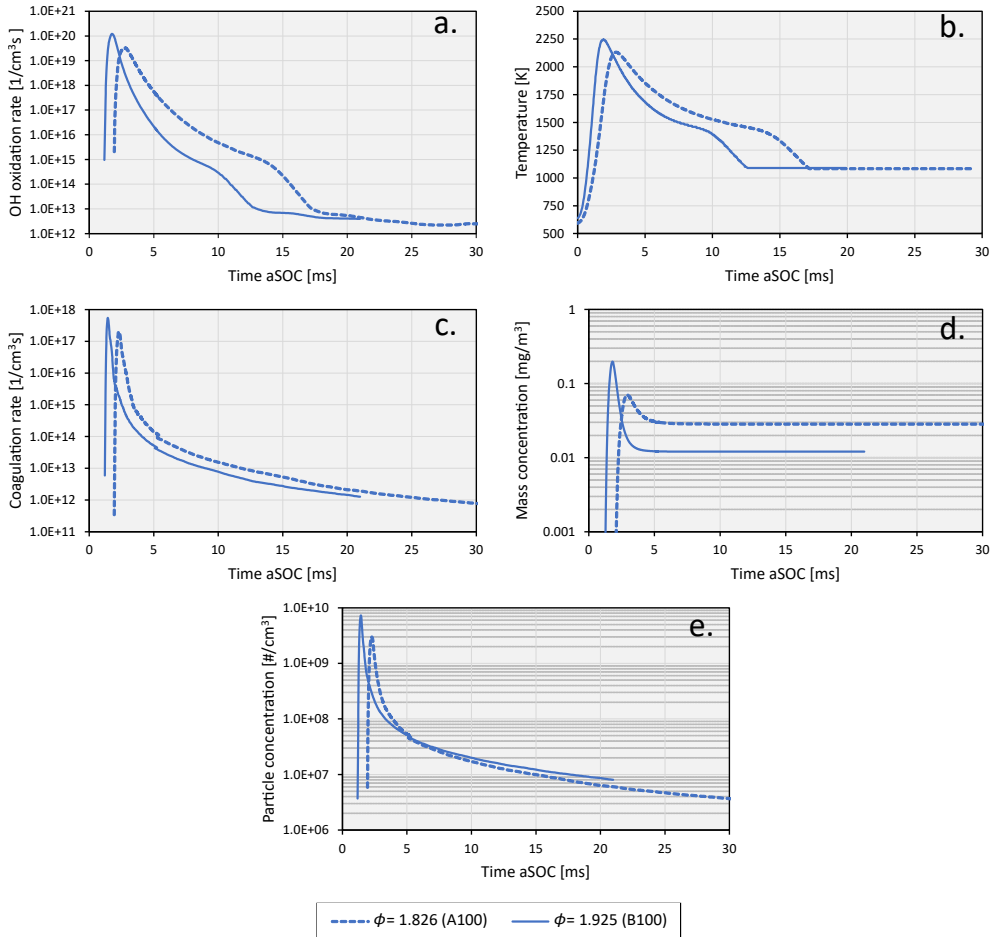 a.
OH oxidation rate [1/cm³s ]
1.0E+21
1.0E+20
1.0E+19
1.0E+18
1.0E+17
1.0E+16
1.0E+15
1.0E+14
1.0E+13
1.0E+12
0 5 10 15 20 25 30
Time aSOC [ms]
b.
Temperature [K]
2500
2250
2000
1750
1500
1250
1000
750
500
0 5 10 15 20 25 30
Time aSOC [ms]
c.
Coagulation rate [1/cm³s]
1.0E+18
1.0E+17
1.0E+16
1.0E+15
1.0E+14
1.0E+13
1.0E+12
1.0E+11
0 5 10 15 20 25 30
Time aSOC [ms]
d.
Mass concentration [mg/m³]
1
0.1
0.01
0.001
0 5 10 15 20 25 30
Time aSOC [ms]
e.
Particle concentration [#/cm³]
1.0E+10
1.0E+09
1.0E+08
1.0E+07
1.0E+06
0 5 10 15 20 25 30
Time aSOC [ms]
ϕ= 1.826 (A100) ϕ= 1.925 (B100)